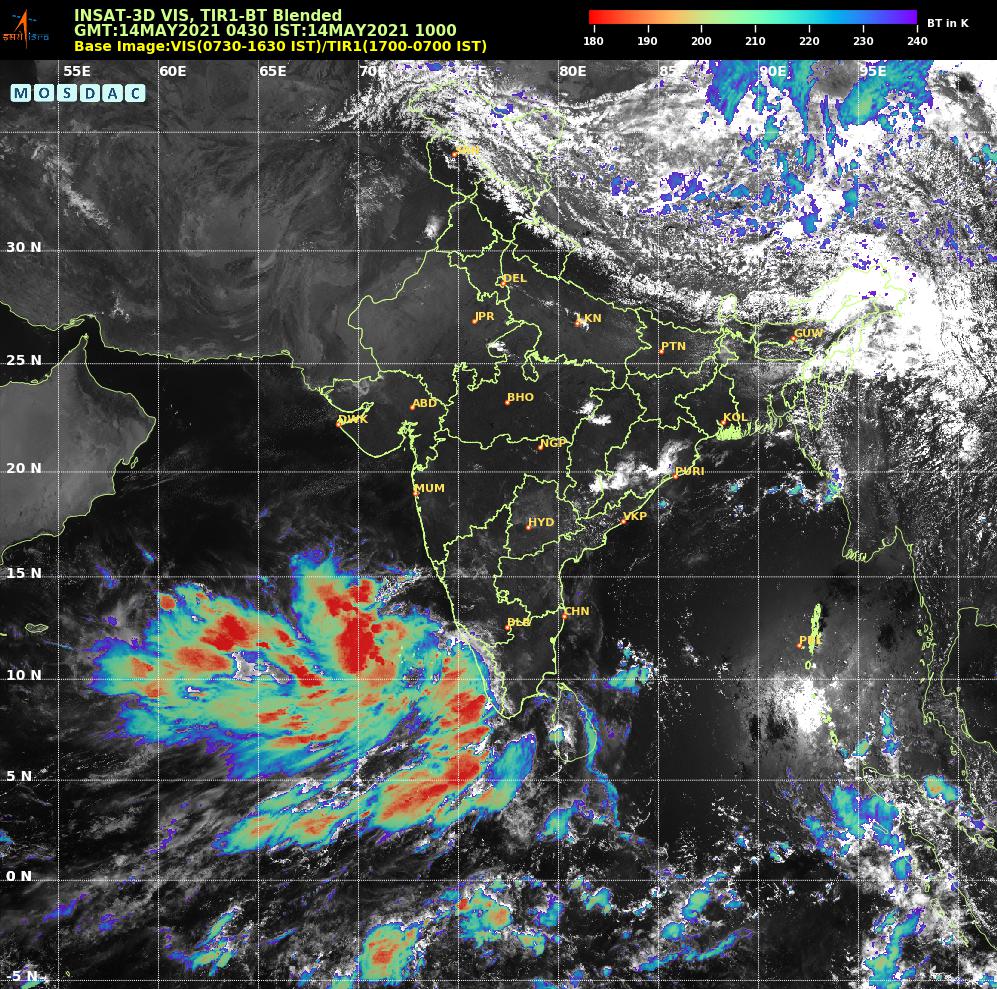 INSAT-3D VIS, TIR1-BT Blended
GMT:14MAY2021 0430 IST:14MAY2021 1000
Base Image:VIS(0730-1630 IST)/TIR1(1700-0700 IST)
BT in K
180 190 200 210 220 230 240
55E 60E 65E 70E 75E 80E 85E 90E 95E
MOSDAC
30 N
DEL
JPR
LKN
GUW
PTN
25 N
ABD
BHO
DWK
KOL
NGP
20 N
PURI
MUM
HYD
VKP
15 N
CHN
BLR
10 N
5 N
0 N
-5 N